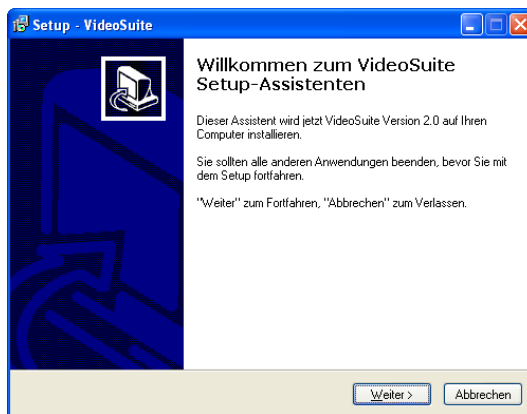 Setup - VideoSuite
Willkommen zum VideoSuite
Setup-Assistenten
Dieser Assistent wird jetzt VideoSuite Version 2.0 auf Ihren
Computer installieren.
Sie sollten alle anderen Anwendungen beenden, bevor Sie mit
dem Setup fortfahren.
"Weiter" zum Fortfahren, "Abbrechen" zum Verlassen.
Weiter >
Abbrechen